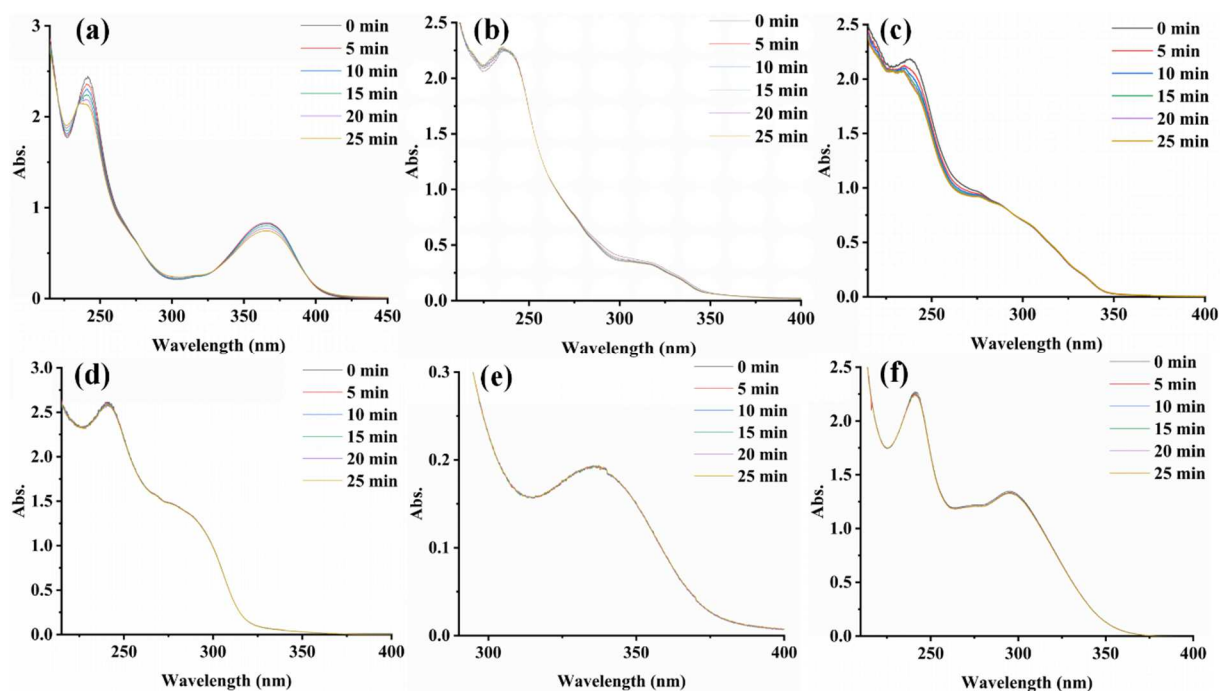 (a)
0 min
5 min
10 min
15 min
20 min
25 min
3
2
1
0
Abs.
250 300 350 400 450
Wavelength (nm)
(b)
0 min
5 min
10 min
15 min
20 min
25 min
2.5
2.0
1.5
1.0
0.5
0.0
Abs.
250 300 350 400
Wavelength (nm)
(c)
0 min
5 min
10 min
15 min
20 min
25 min
2.5
2.0
1.5
1.0
0.5
0.0
Abs.
250 300 350 400
Wavelength (nm)
(d)
0 min
5 min
10 min
15 min
20 min
25 min
3.0
2.5
2.0
1.5
1.0
0.5
0.0
Abs.
250 300 350 400
Wavelength (nm)
(e)
0 min
5 min
10 min
15 min
20 min
25 min
0.3
0.2
0.1
0.0
Abs.
300 350 400
Wavelength (nm)
(f)
0 min
5 min
10 min
15 min
20 min
25 min
2.5
2.0
1.5
1.0
0.5
0.0
Abs.
250 300 350 400
Wavelength (nm)